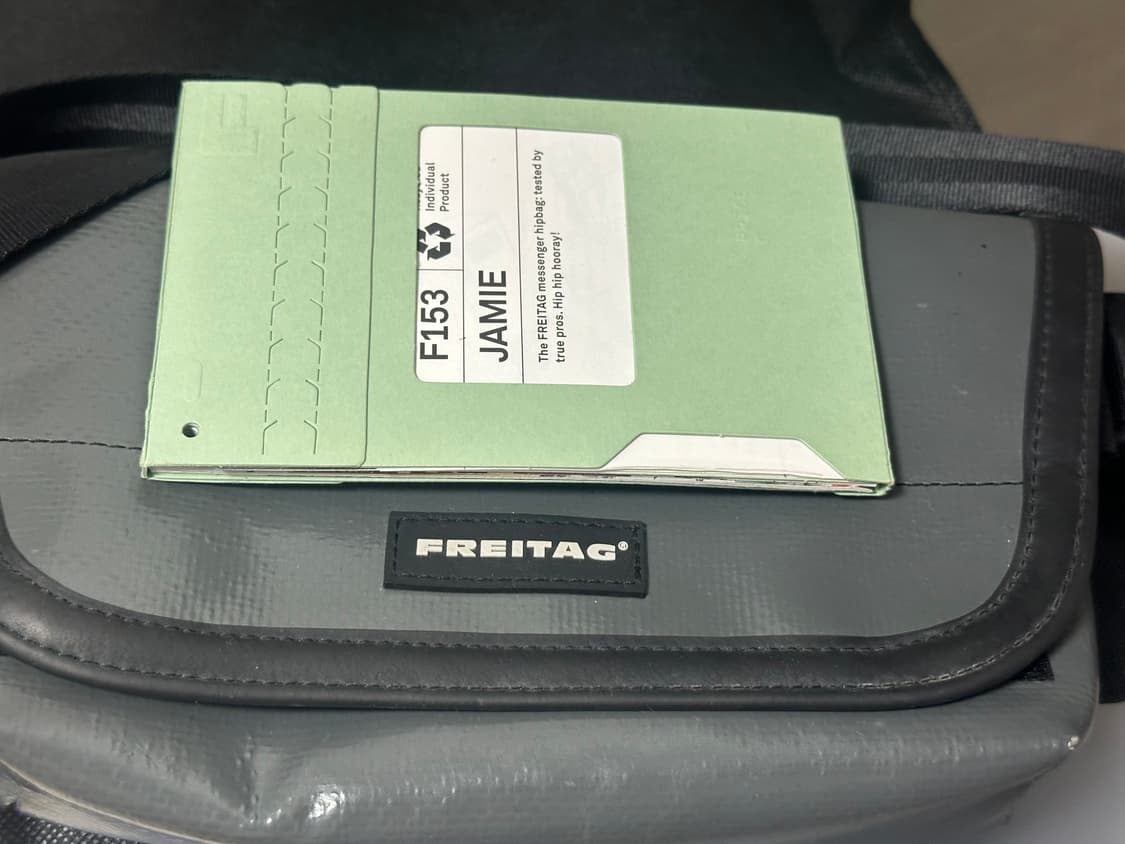 F153
Individual
Product
JAMIE
The FREITAG messenger hipbag: tested by
true pros. Hip hip hooray!
FREITAG®